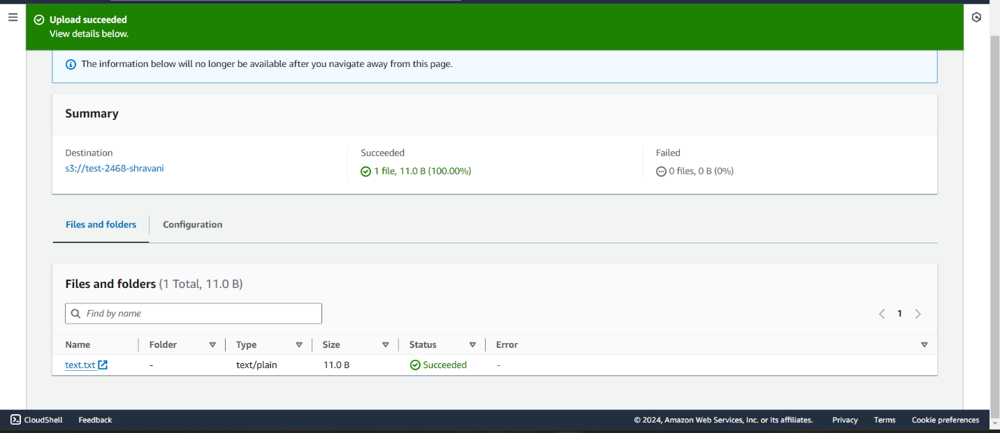 Upload succeeded
View details below.
The information below will no longer be available after you navigate away from this page.
Summary
Destination
s3://test-2468-shravani
Succeeded
1 file, 11.0 B (100.00%)
Failed
0 files, 0 B (0%)
Files and folders
Configuration
Files and folders (1 Total, 11.0 B)
Find by name
1
Name Folder Type Size Status Error
text.txt - text/plain 11.0 B Succeeded -
CloudShell Feedback © 2024, Amazon Web Services, Inc. or its affiliates. Privacy Terms Cookie preferences